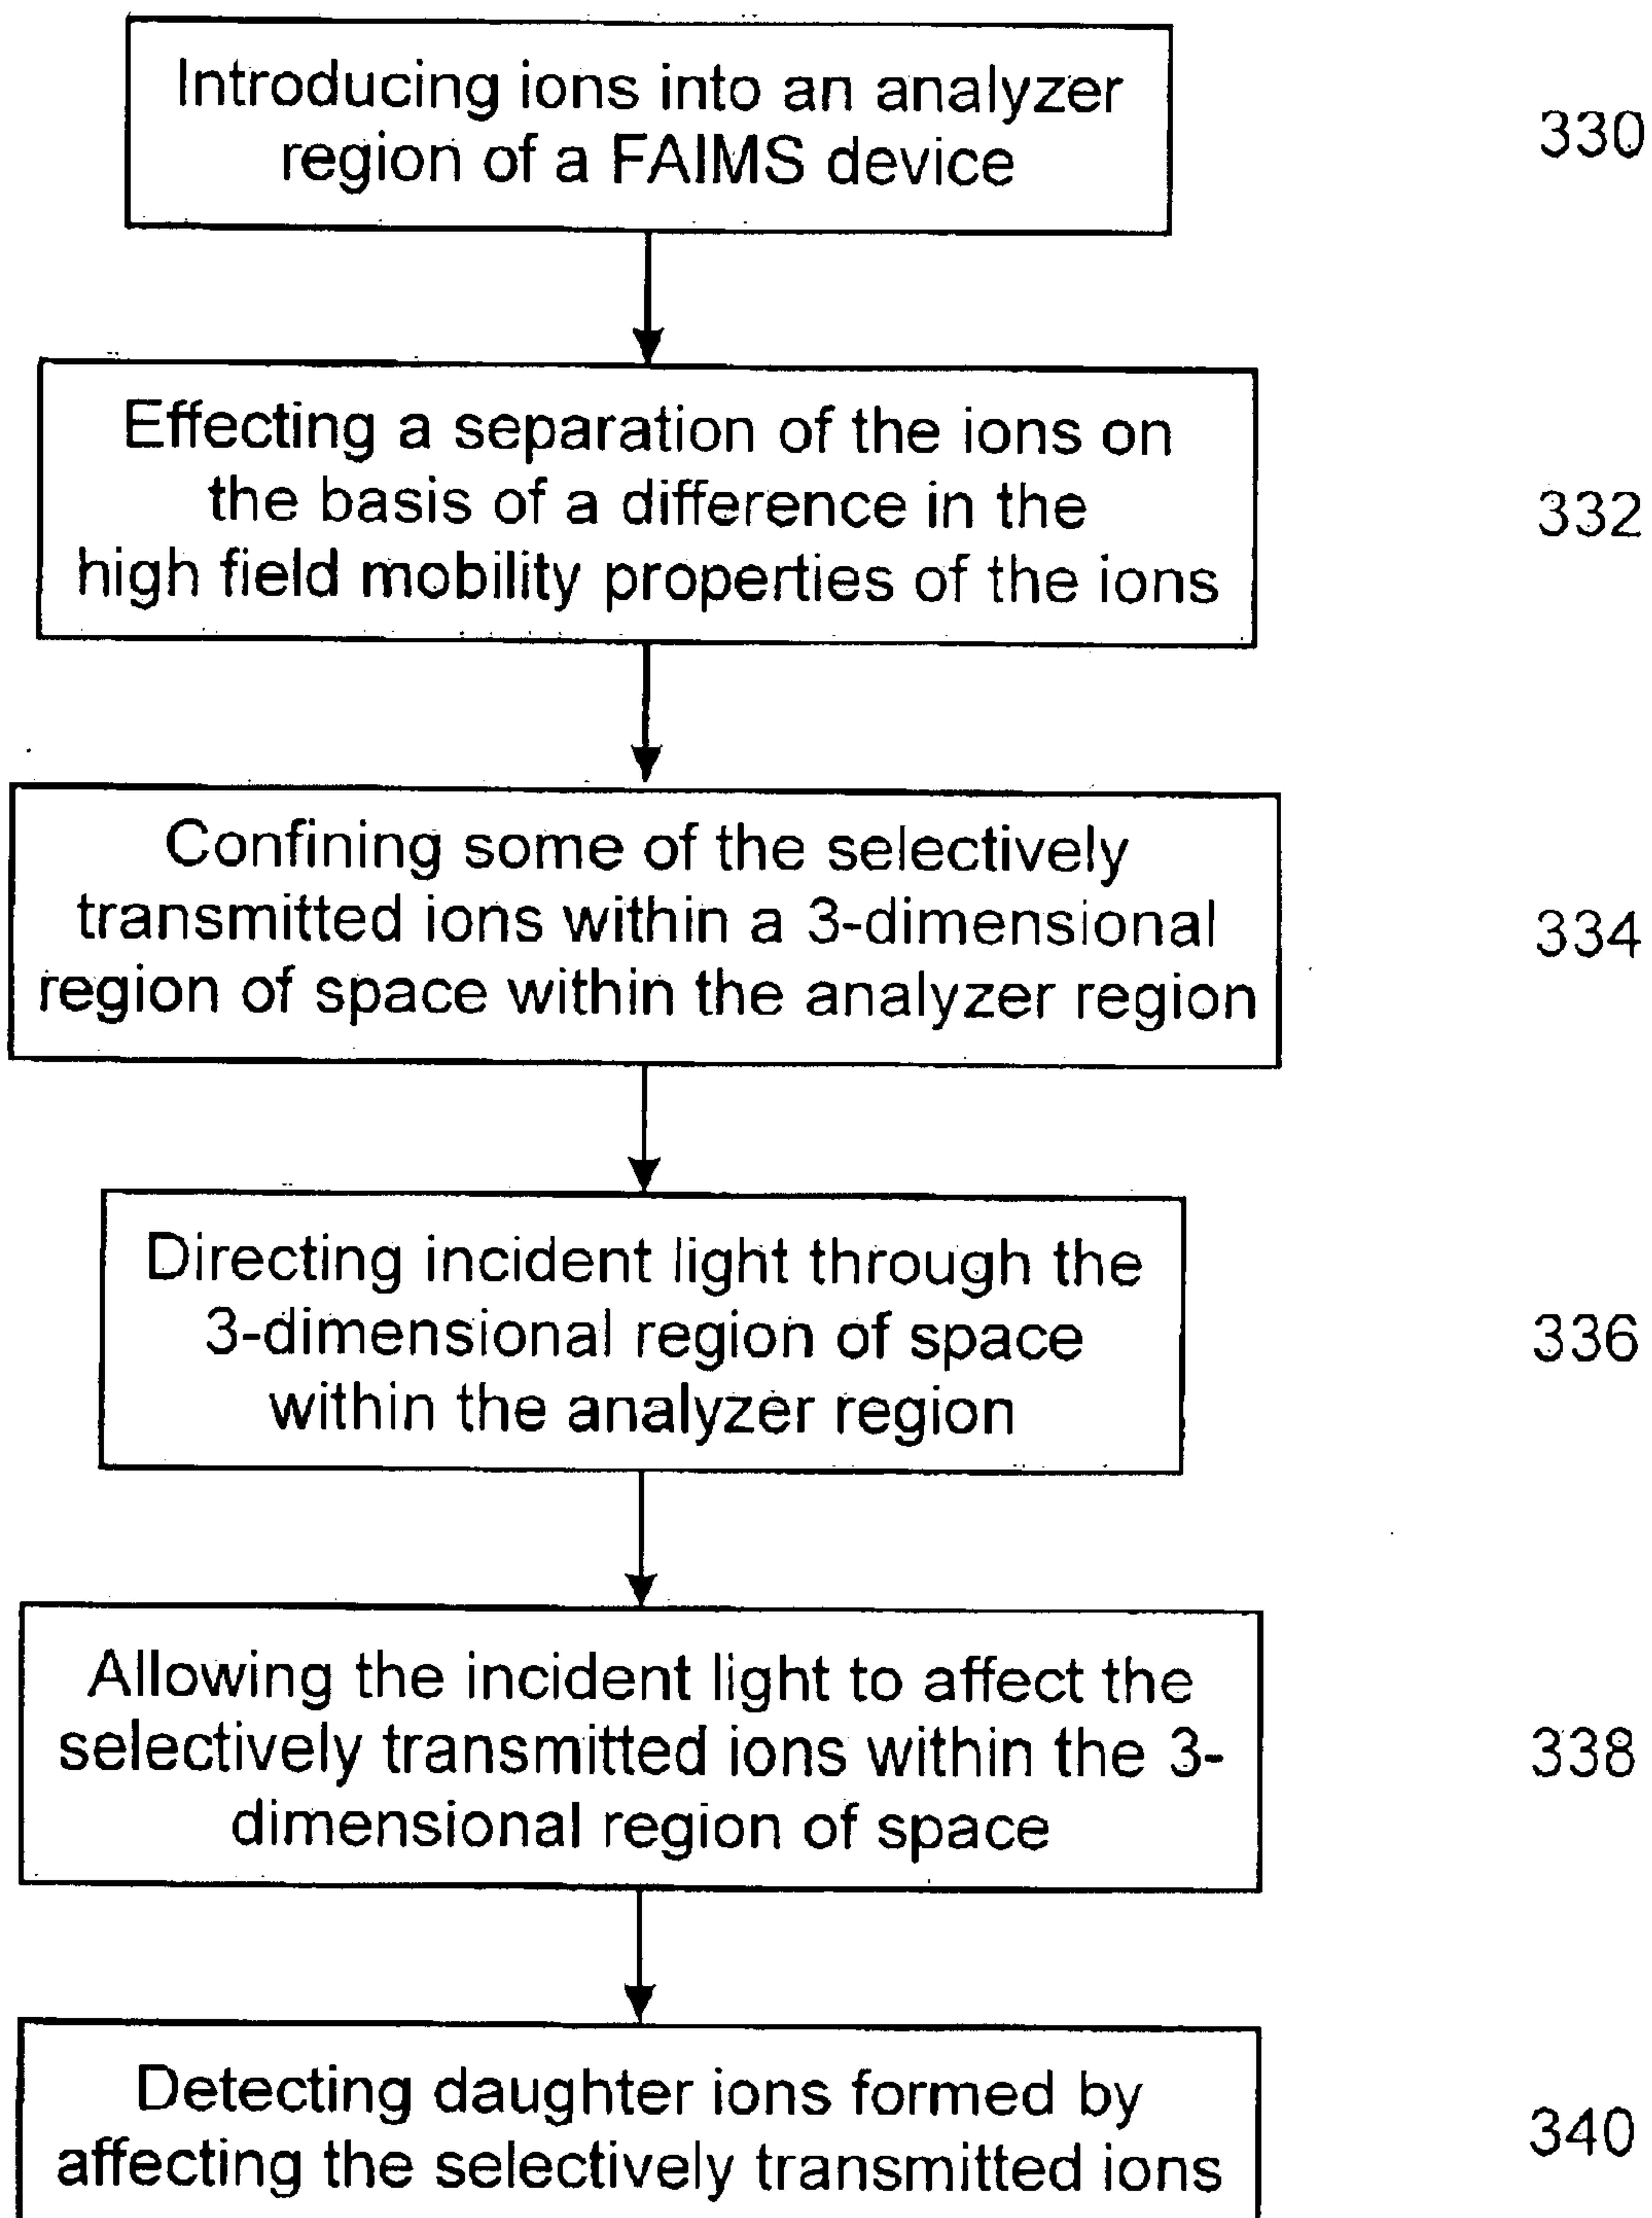 Introducing ions into an analyzer
region of a FAIMS device
330
Effecting a separation of the ions on
the basis of a difference in the
high field mobility properties of the ions
332
Confining some of the selectively
transmitted ions within a 3-dimensional
region of space within the analyzer region
334
Directing incident light through the
3-dimensional region of space
within the analyzer region
336
Allowing the incident light to affect the
selectively transmitted ions within the 3-
dimensional region of space
338
Detecting daughter ions formed by
affecting the selectively transmitted ions
340